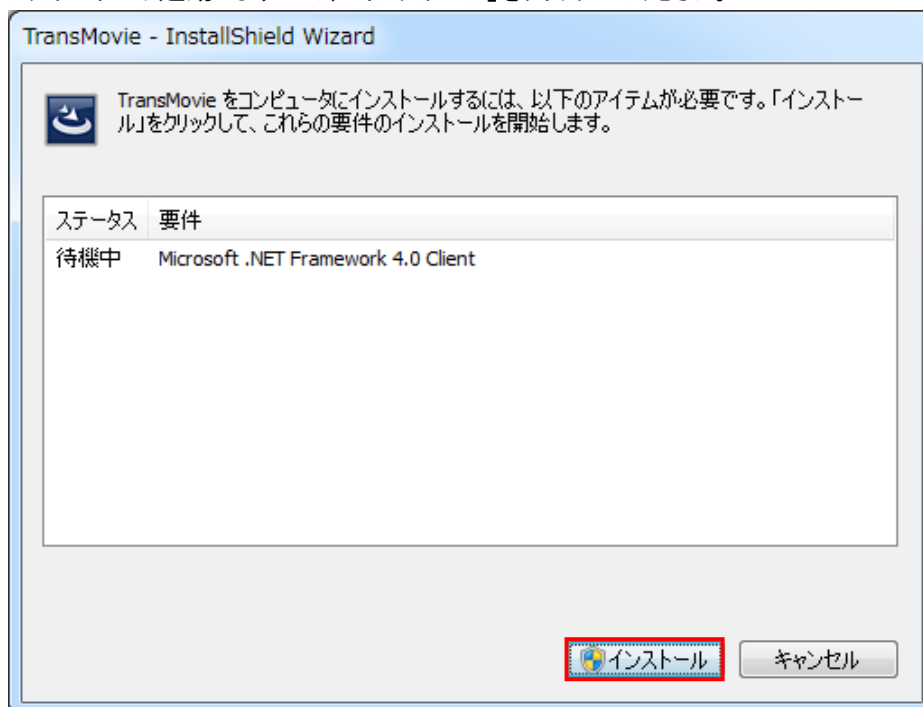 TransMovie - InstallShield Wizard
TransMovie をコンピュータにインストールするには、以下のアイテムが必要です。「インストー
ル」をクリックして、これらの要件のインストールを開始します。
ステータス 要件
待機中 Microsoft .NET Framework 4.0 Client
インストール キャンセル